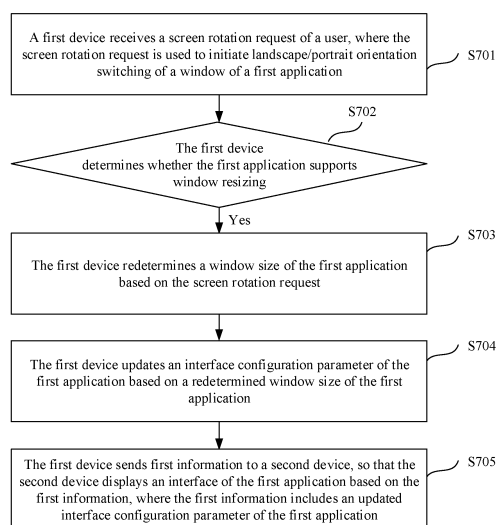 A first device receives a screen rotation request of a user, where the
screen rotation request is used to initiate landscape/portrait orientation
switching of a window of a first application
S701
S702
The first device
determines whether the first application supports
window resizing
Yes
S703
The first device redetermines a window size of the first application
based on the screen rotation request
S704
The first device updates an interface configuration parameter of the
first application based on a redetermined window size of the first
application
S705
The first device sends first information to a second device, so that the
second device displays an interface of the first application based on the
first information, where the first information includes an updated
interface configuration parameter of the first application